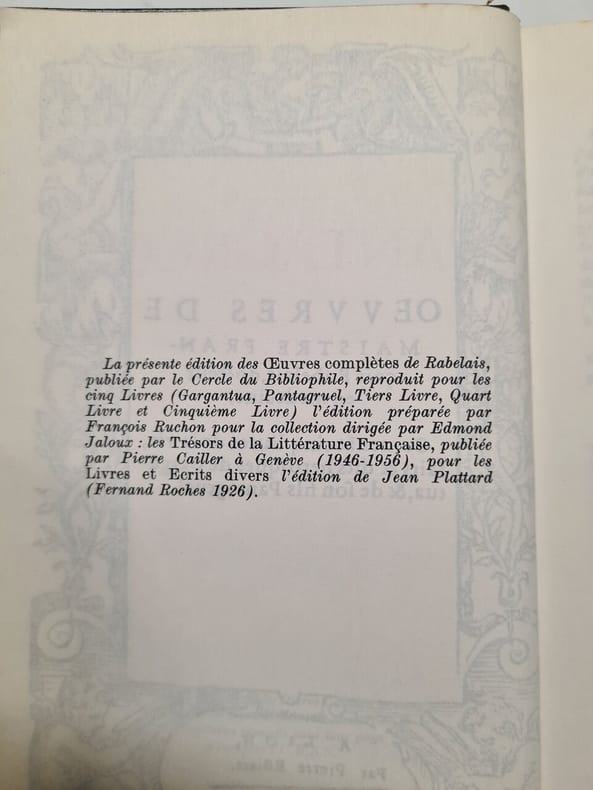 La présente édition des Œuvres complètes de Rabelais,
publiée par le Cercle du Bibliophile, reproduit pour les
cinq Livres (Gargantua, Pantagruel, Tiers Livre, Quart
Livre et Cinquième Livre) l'édition préparée par
François Ruchon pour la collection dirigée par Edmond
Jaloux : les Trésors de la Littérature Française, publiée
par Pierre Cailler à Genève (1946-1956), pour les
Livres et Ecrits divers l'édition de Jean Plattard
(Fernand Roches 1926).
ŒUVRES DE
MAISTRE FRAN-